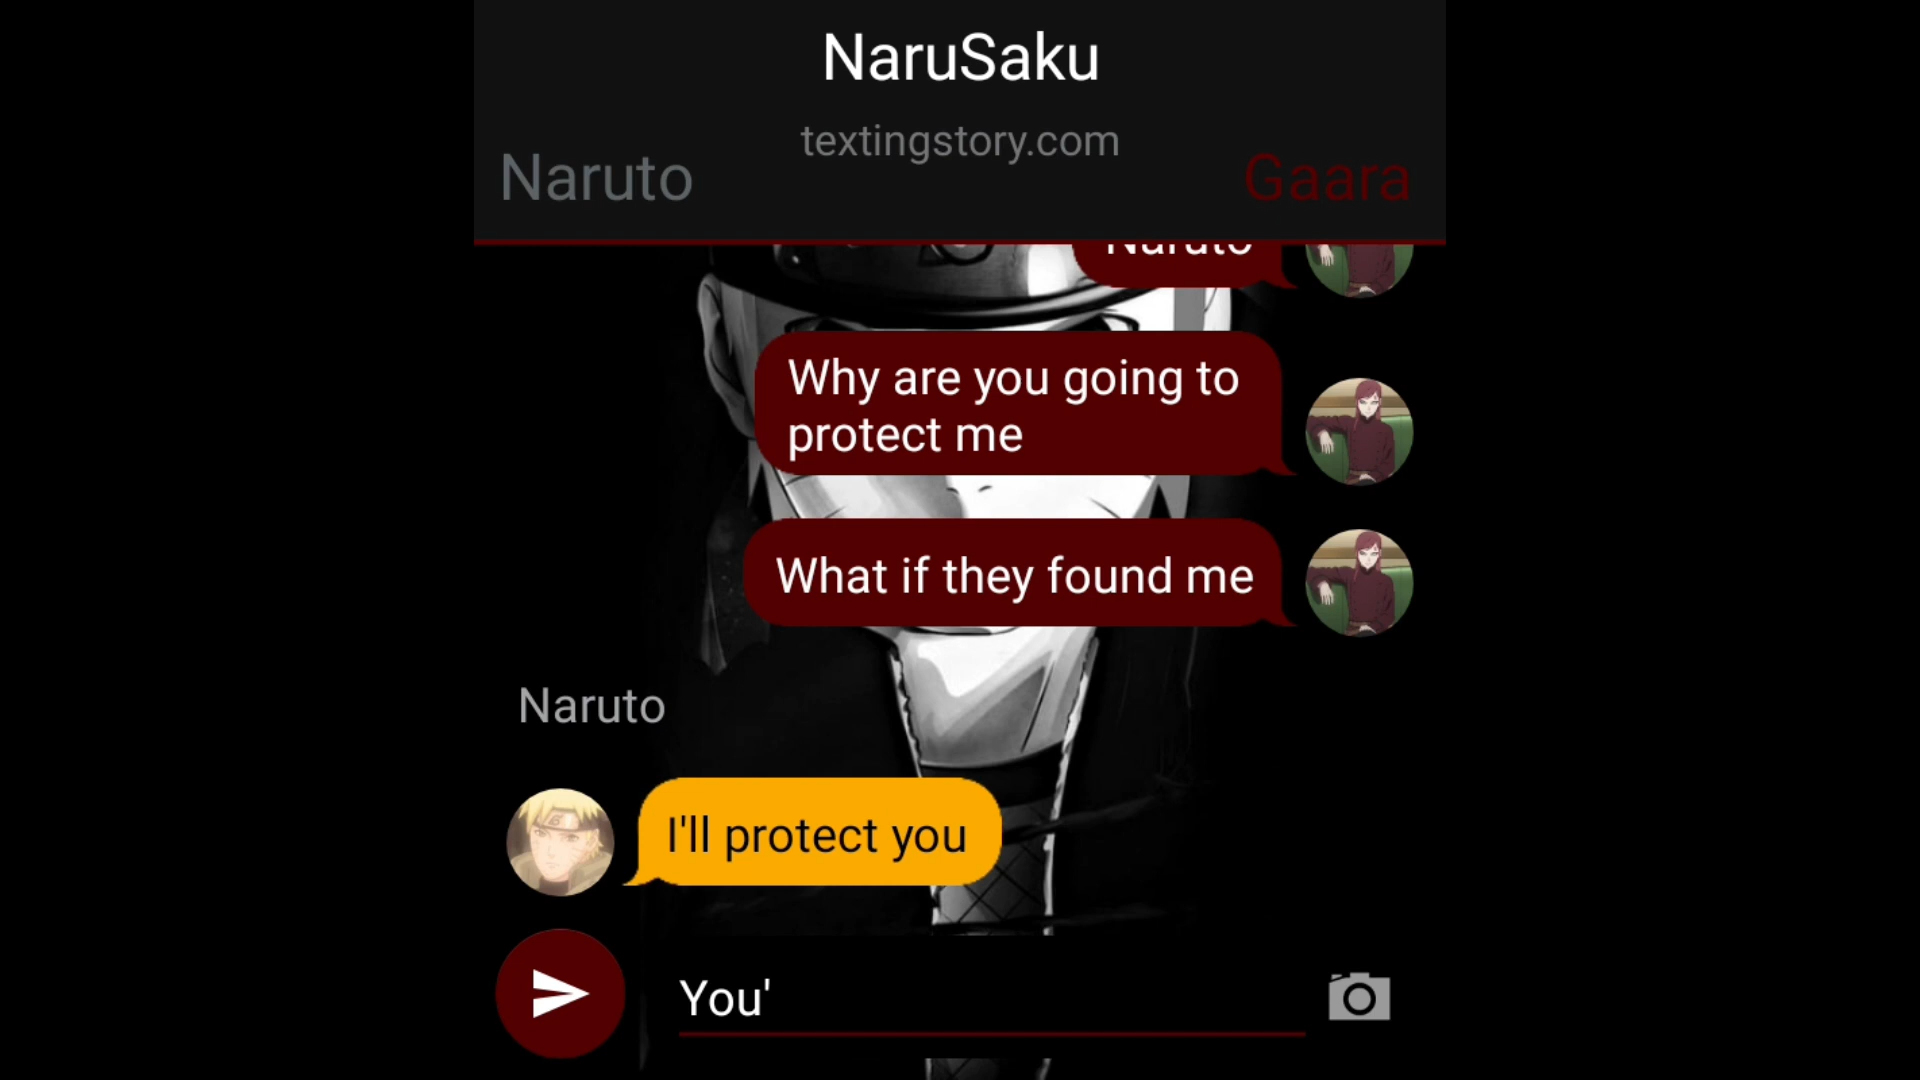 NaruSaku
textingstory.com
Naruto
Gaara
Naruto
Why are you going to
protect me
What if they found me
Naruto
I'll protect you
You'